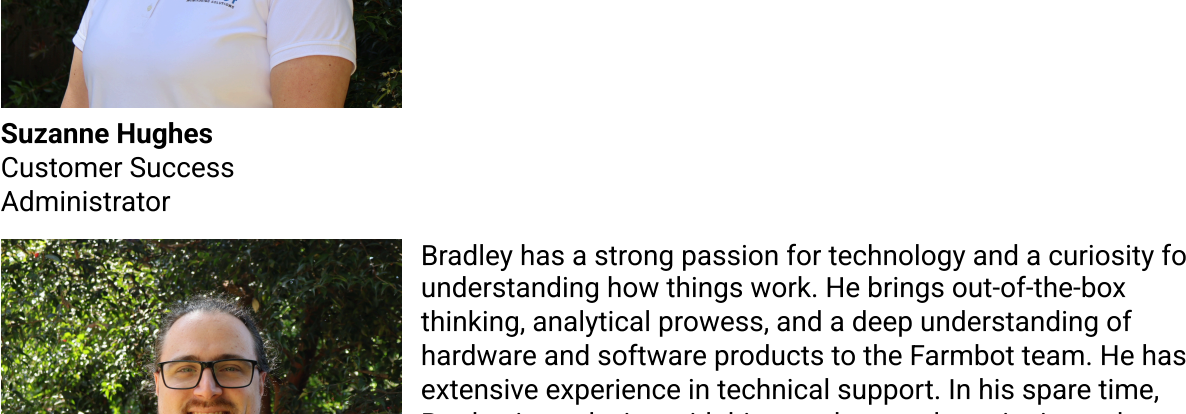 Suzanne Hughes
Customer Success
Administrator
Bradley has a strong passion for technology and a curiosity fo
understanding how things work. He brings out-of-the-box
thinking, analytical prowess, and a deep understanding of
hardware and software products to the Farmbot team. He has
extensive experience in technical support. In his spare time,